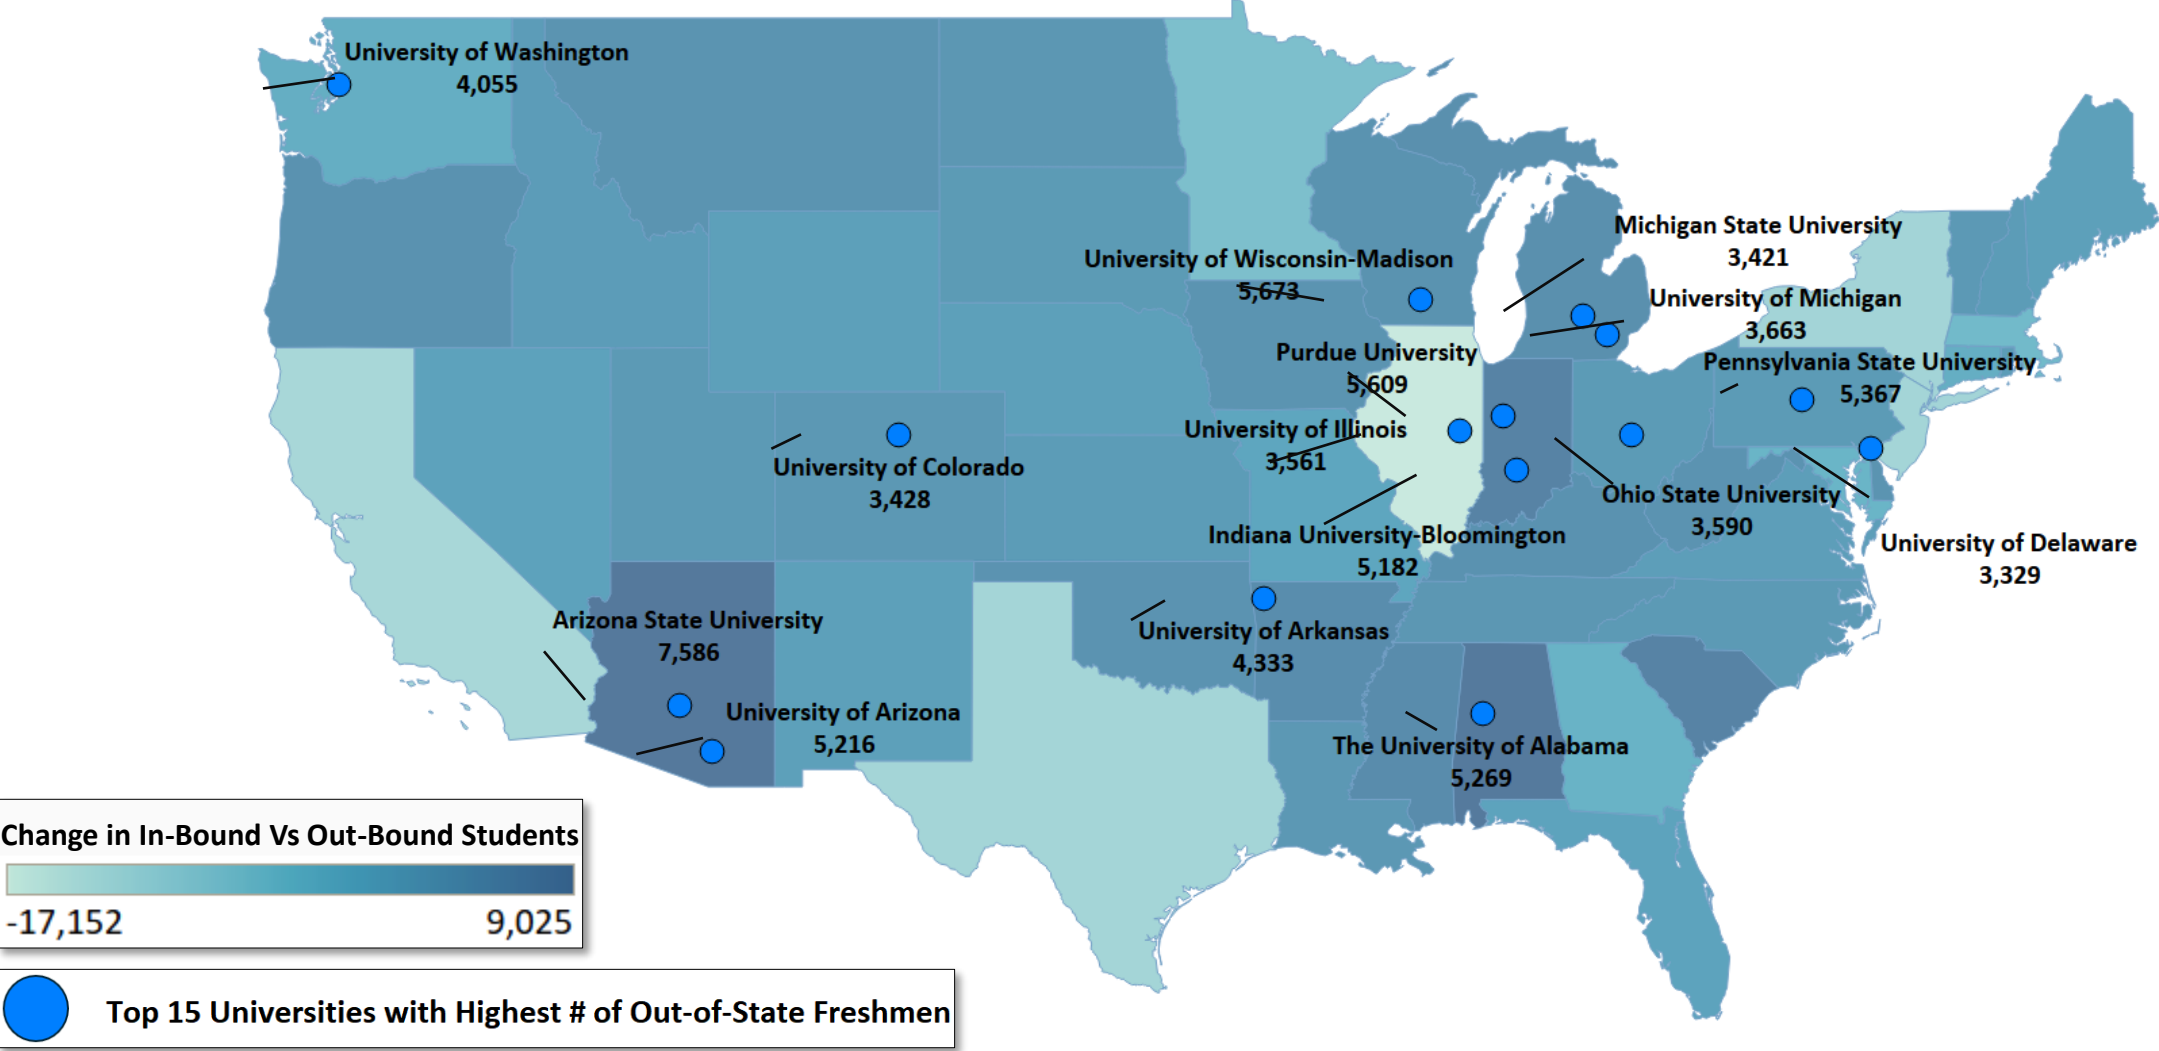 University of Washington
4,055
Michigan State University
3,421
University of Wisconsin-Madison
5,673
University of Michigan
3,663
Purdue University
5,609
Pennsylvania State University
5,367
University of Illinois
3,561
University of Colorado
3,428
Ohio State University
3,590
Indiana University-Bloomington
5,182
University of Delaware
3,329
Arizona State University
7,586
University of Arkansas
4,333
University of Arizona
5,216
The University of Alabama
5,269
Change in In-Bound Vs Out-Bound Students
-17,152 9,025
Top 15 Universities with Highest # of Out-of-State Freshmen